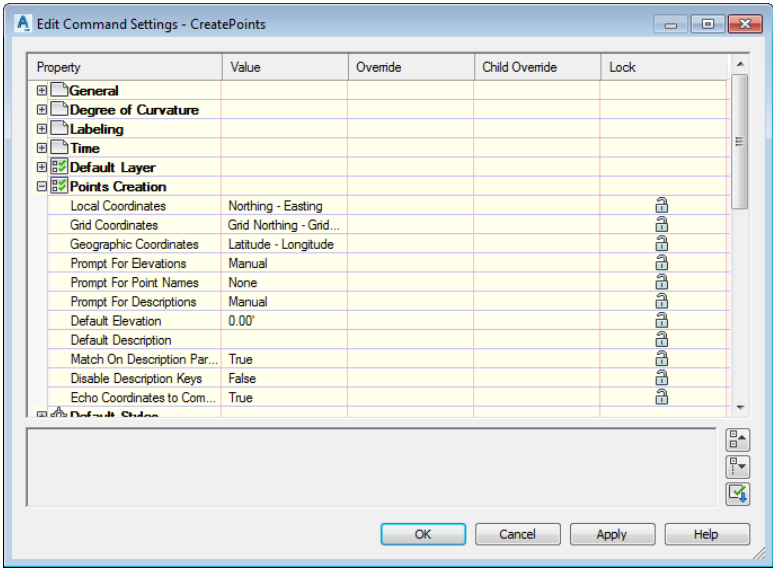 Edit Command Settings - CreatePoints
Property Value Override Child Override Lock
General
Degree of Curvature
Labeling
Time
Default Layer
Points Creation
Local Coordinates Northing - Easting
Grid Coordinates Grid Northing - Grid...
Geographic Coordinates Latitude - Longitude
Prompt For Elevations Manual
Prompt For Point Names None
Prompt For Descriptions Manual
Default Elevation 0.00'
Default Description
Match On Description Par... True
Disable Description Keys False
Echo Coordinates to Com... True
Default Styles
OK Cancel Apply Help